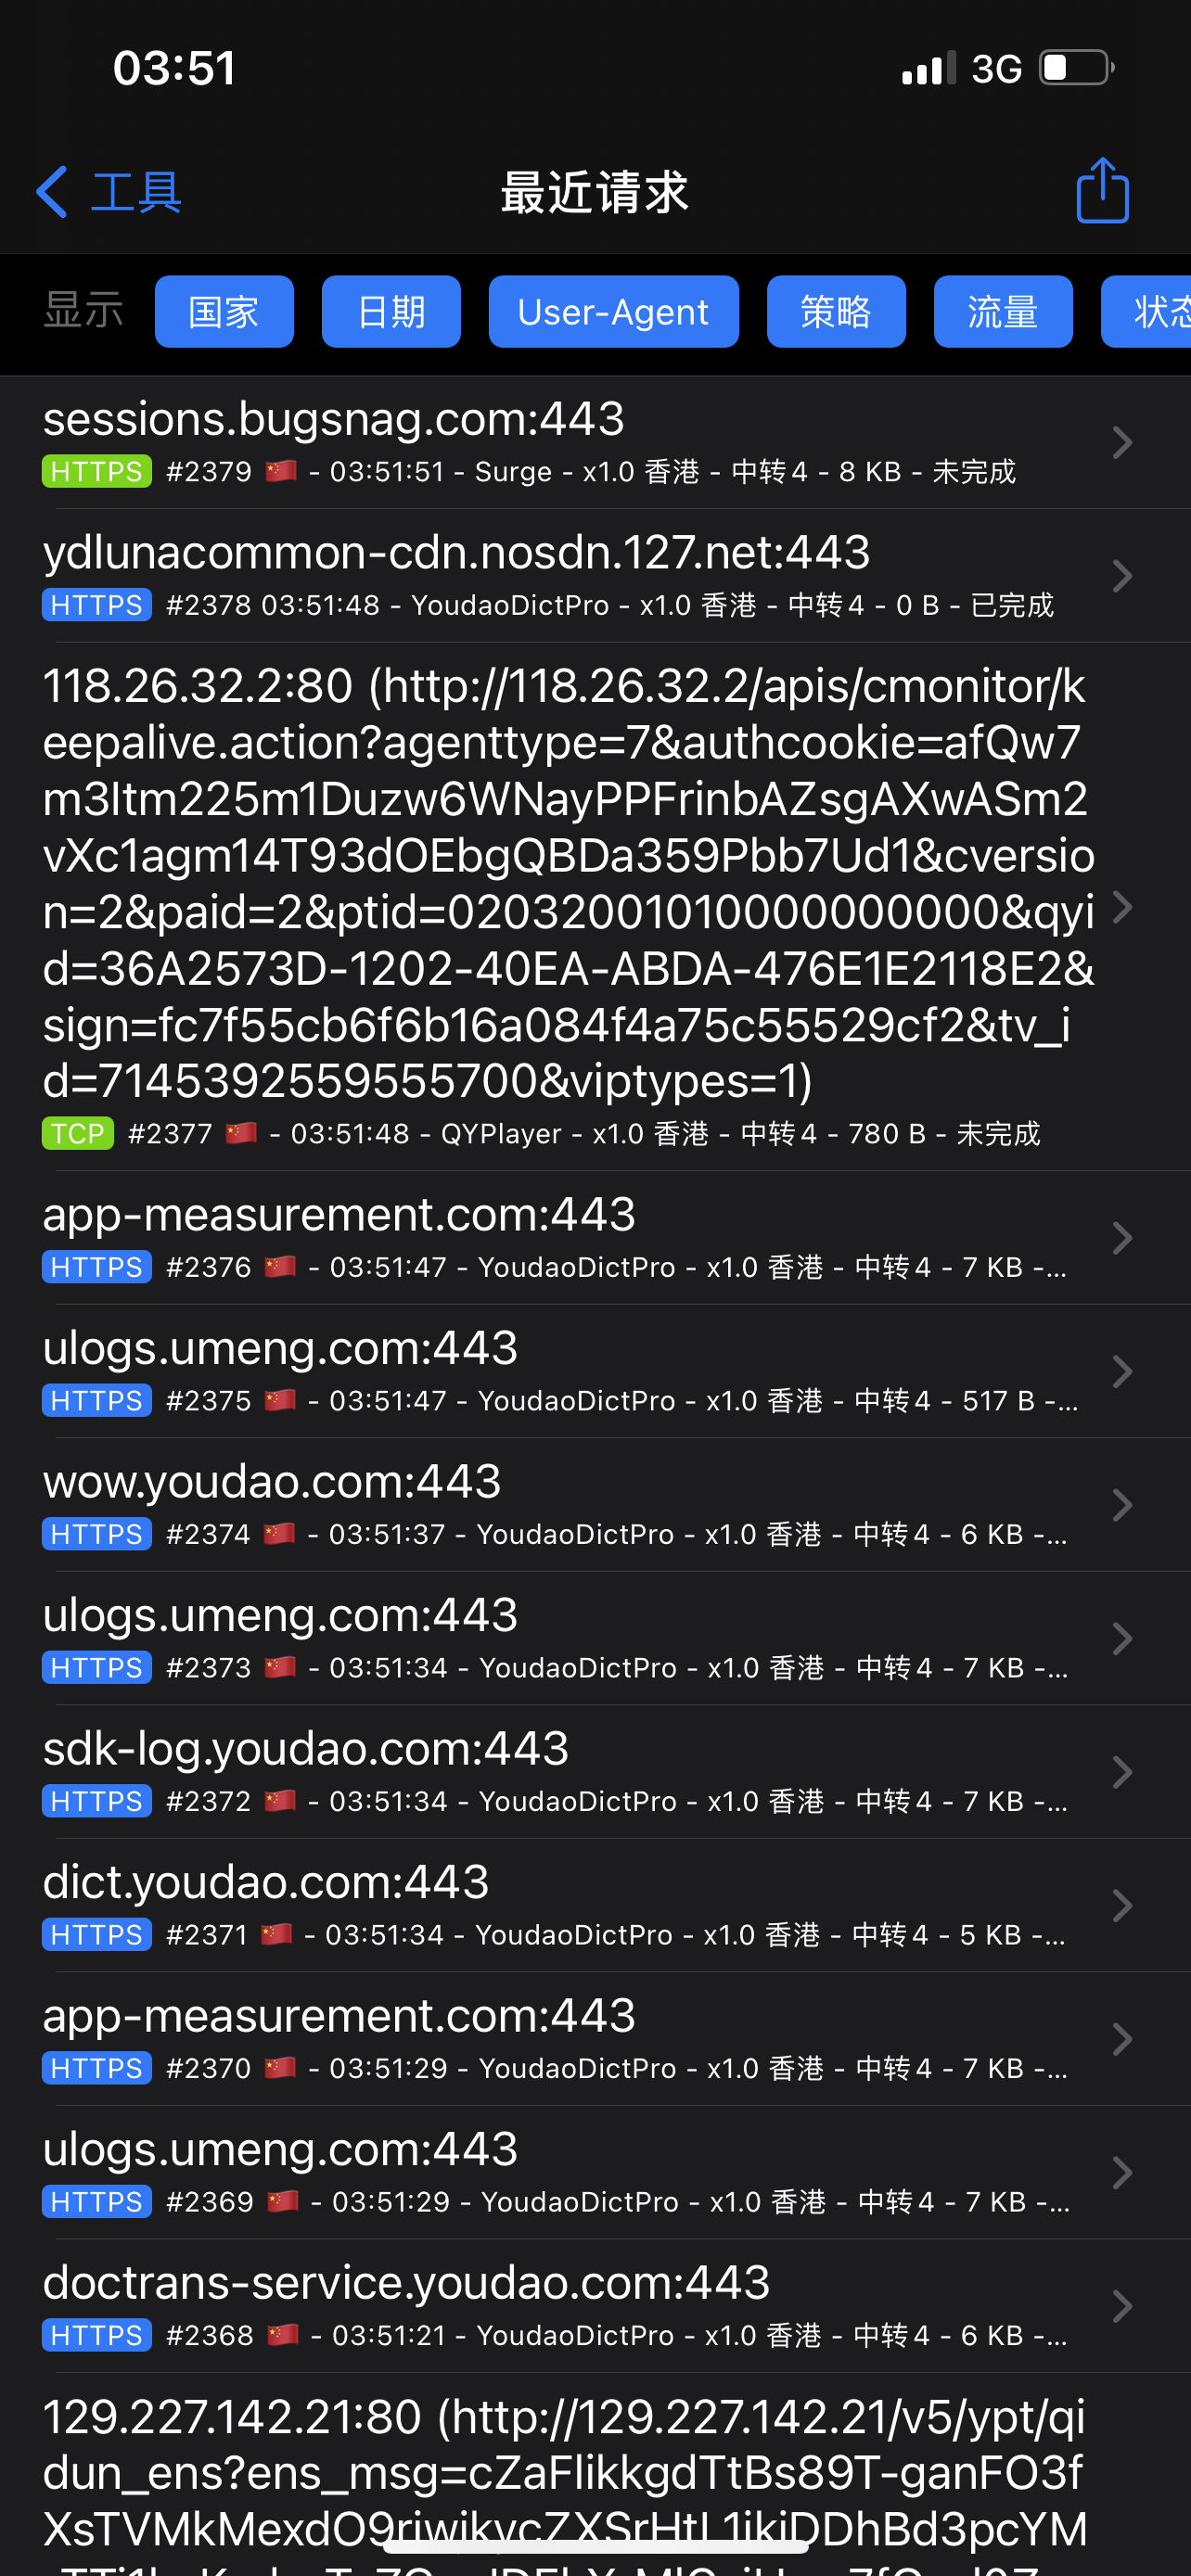 03:51
3G
工具
最近请求
显示 国家 日期 User-Agent 策略 流量 状态
sessions.bugsnag.com:443
HTTPS #2379 🇨🇳 - 03:51:51 - Surge - x1.0 香港 - 中转4 - 8 KB - 未完成
ydlunacommon-cdn.nosdn.127.net:443
HTTPS #2378 03:51:48 - YoudaoDictPro - x1.0 香港 - 中转4 - 0 B - 已完成
118.26.32.2:80 (http://118.26.32.2/apis/cmonitor/k
eepalive.action?agenttype=7&authcookie=afQw7
m3Itm225m1Duzw6WNayPPFrinbAZsgAXwASm2
vXc1agm14T93dOEbgQBDa359Pbb7Ud1&cversio
n=2&paid=2&ptid=02032001010000000000&qyi
d=36A2573D-1202-40EA-ABDA-476E1E2118E2&
sign=fc7f55cb6f6b16a084f4a75c55529cf2&tv_i
d=7145392559555700&viptypes=1)
TCP #2377 🇨🇳 - 03:51:48 - QYPlayer - x1.0 香港 - 中转4 - 780 B - 未完成
app-measurement.com:443
HTTPS #2376 🇨🇳 - 03:51:47 - YoudaoDictPro - x1.0 香港 - 中转4 - 7 KB -...
ulogs.umeng.com:443
HTTPS #2375 🇨🇳 - 03:51:47 - YoudaoDictPro - x1.0 香港 - 中转4 - 517 B -...
wow.youdao.com:443
HTTPS #2374 🇨🇳 - 03:51:37 - YoudaoDictPro - x1.0 香港 - 中转4 - 6 KB -...
ulogs.umeng.com:443
HTTPS #2373 🇨🇳 - 03:51:34 - YoudaoDictPro - x1.0 香港 - 中转4 - 7 KB -...
sdk-log.youdao.com:443
HTTPS #2372 🇨🇳 - 03:51:34 - YoudaoDictPro - x1.0 香港 - 中转4 - 7 KB -...
dict.youdao.com:443
HTTPS #2371 🇨🇳 - 03:51:34 - YoudaoDictPro - x1.0 香港 - 中转4 - 5 KB -...
app-measurement.com:443
HTTPS #2370 🇨🇳 - 03:51:29 - YoudaoDictPro - x1.0 香港 - 中转4 - 7 KB -...
ulogs.umeng.com:443
HTTPS #2369 🇨🇳 - 03:51:29 - YoudaoDictPro - x1.0 香港 - 中转4 - 7 KB -...
doctrans-service.youdao.com:443
HTTPS #2368 🇨🇳 - 03:51:21 - YoudaoDictPro - x1.0 香港 - 中转4 - 6 KB -...
129.227.142.21:80 (http://129.227.142.21/v5/ypt/qi
dun_ens?ens_msg=cZaFlikkgdTtBs89T-ganFO3f